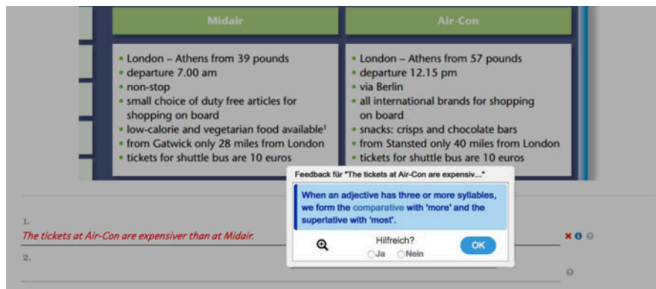 Midair
Air-Con
• London – Athens from 39 pounds
• departure 7.00 am
• non-stop
• small choice of duty free articles for
shopping on board
• low-calorie and vegetarian food available¹
• from Gatwick only 28 miles from London
• tickets for shuttle bus are 10 euros
• London – Athens from 57 pounds
• departure 12.15 pm
• via Berlin
• all international brands for shopping
on board
• snacks: crisps and chocolate bars
• from Stansted only 40 miles from London
• tickets for shuttle bus are 10 euros
Feedback für "The tickets at Air-Con are expensiv..."
When an adjective has three or more syllables,
we form the comparative with 'more' and the
superlative with 'most'.
Hilfreich?
Ja Nein
OK
1.
The tickets at Air-Con are expensiver than at Midair.
2.